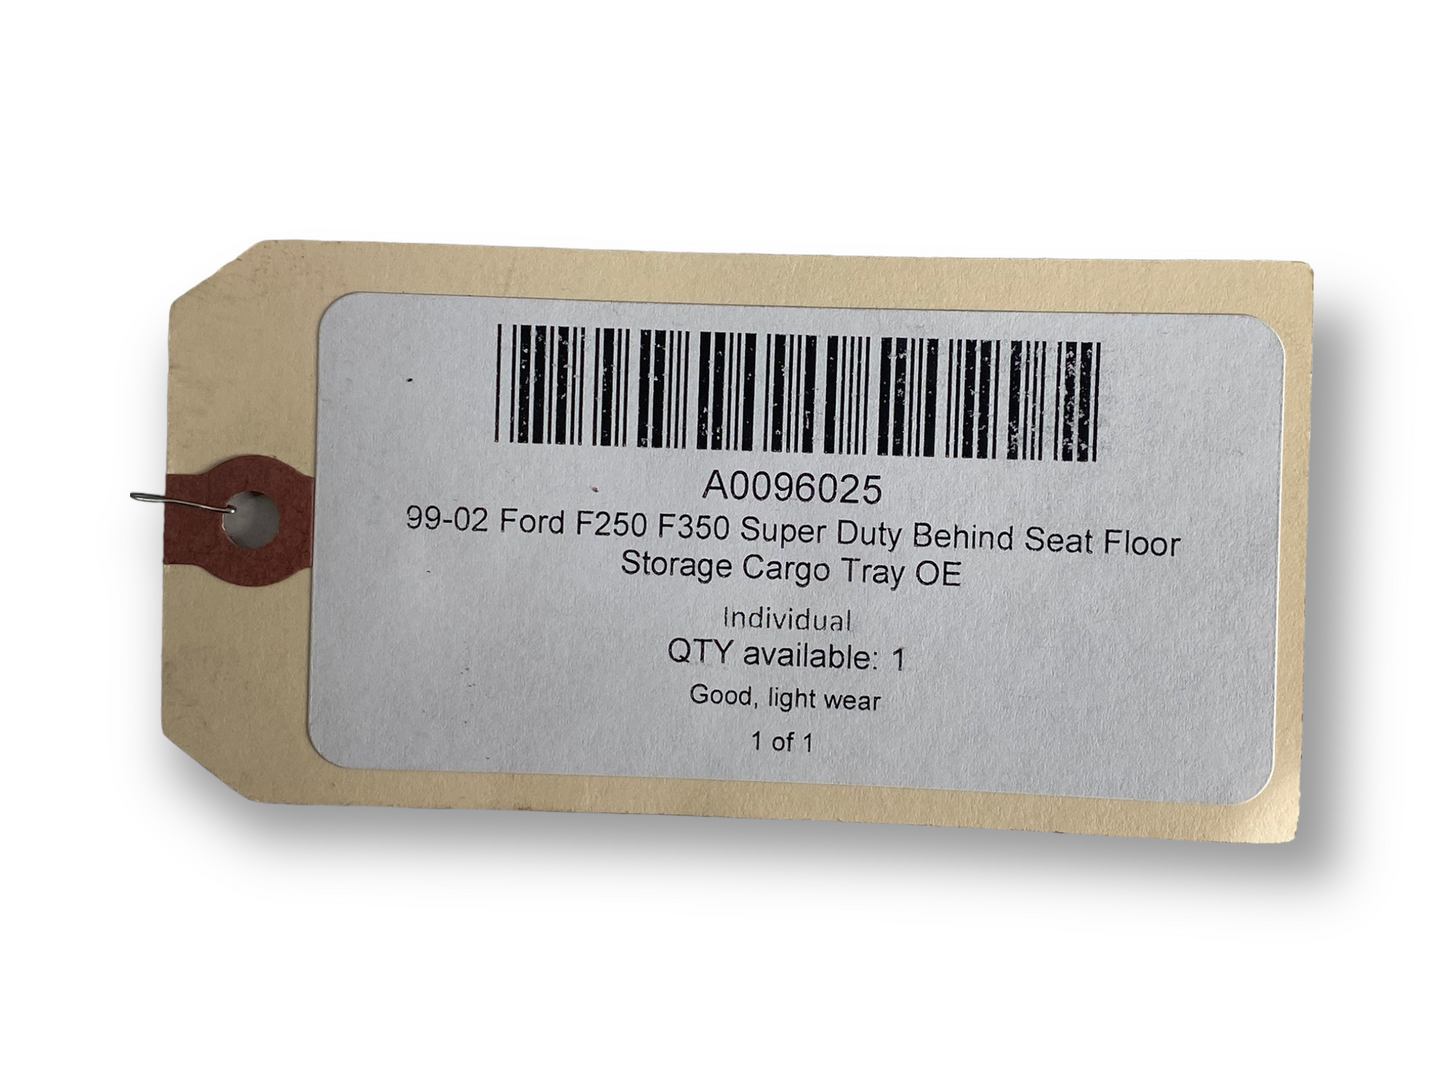 A0096025
99-02 Ford F250 F350 Super Duty Behind Seat Floor
Storage Cargo Tray OE
Individual
QTY available: 1
Good, light wear
1 of 1